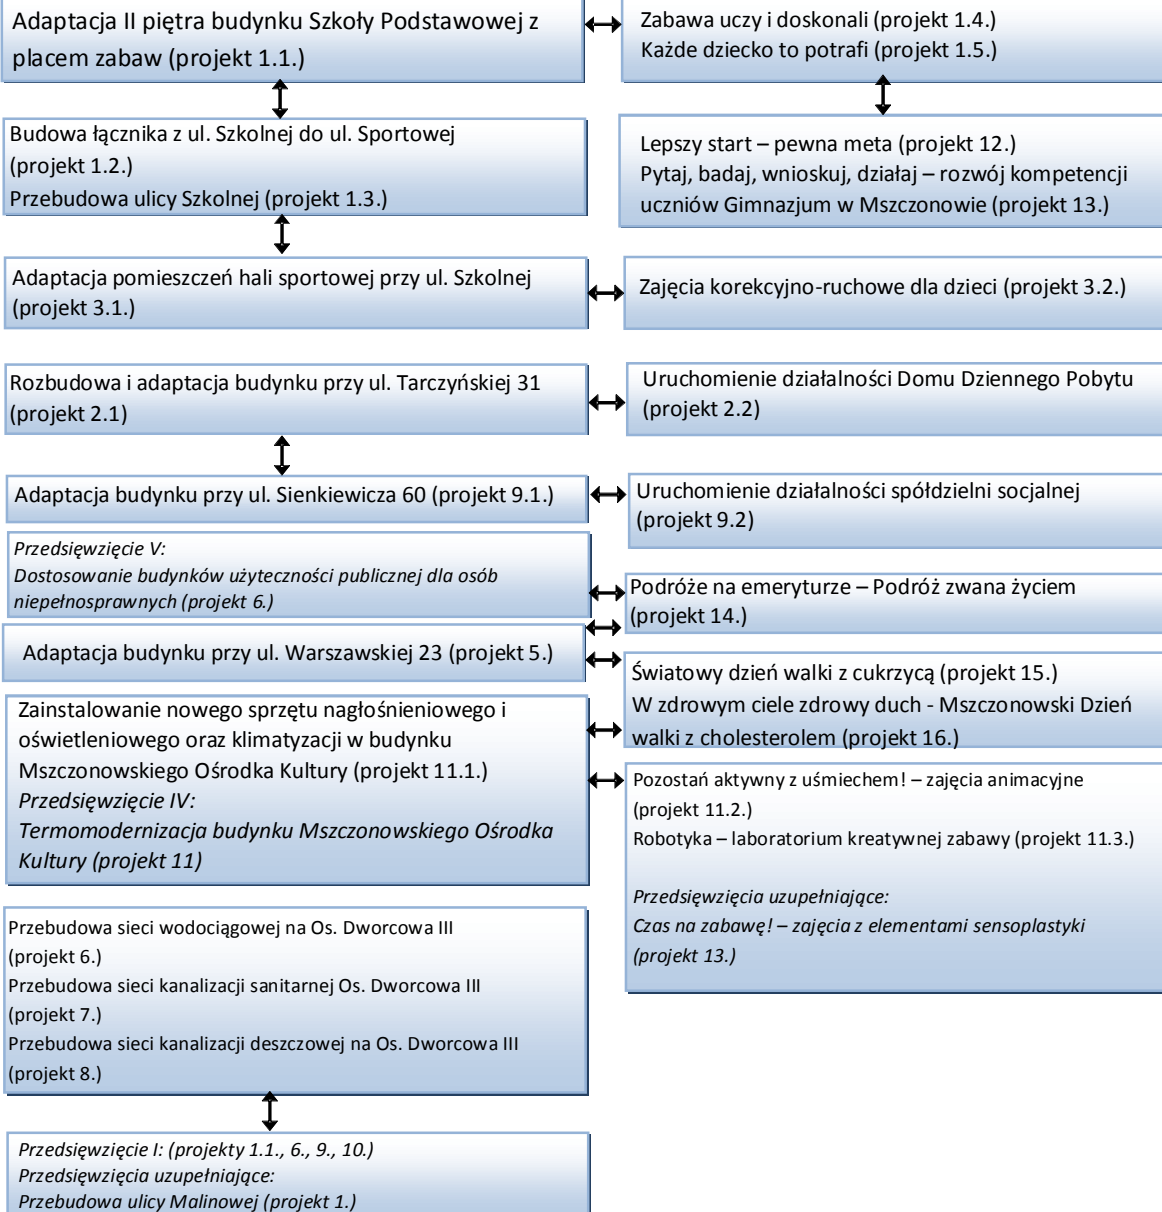 Adaptacja II piętra budynku Szkoły Podstawowej z
placem zabaw (projekt 1.1.)
Zabawa uczy i doskonali (projekt 1.4.)
Każde dziecko to potrafi (projekt 1.5.)
Budowa łącznika z ul. Szkolnej do ul. Sportowej
(projekt 1.2.)
Przebudowa ulicy Szkolnej (projekt 1.3.)
Lepszy start – pewna meta (projekt 12.)
Pytaj, badaj, wnioskuj, działaj – rozwój kompetencji
uczniów Gimnazjum w Mszczonowie (projekt 13.)
Adaptacja pomieszczeń hali sportowej przy ul. Szkolnej
(projekt 3.1.)
Zajęcia korekcyjno-ruchowe dla dzieci (projekt 3.2.)
Rozbudowa i adaptacja budynku przy ul. Tarczyńskiej 31
(projekt 2.1)
Uruchomienie działalności Domu Dziennego Pobytu
(projekt 2.2)
Adaptacja budynku przy ul. Sienkiewicza 60 (projekt 9.1.)
Uruchomienie działalności spółdzielni socjalnej
(projekt 9.2)
Przedsięwzięcie V:
Dostosowanie budynków użyteczności publicznej dla osób
niepełnosprawnych (projekt 6.)
Podróże na emeryturze – Podróż zwana życiem
(projekt 14.)
Adaptacja budynku przy ul. Warszawskiej 23 (projekt 5.)
Światowy dzień walki z cukrzycą (projekt 15.)
W zdrowym ciele zdrowy duch - Mszczonowski Dzień
walki z cholesterolem (projekt 16.)
Zainstalowanie nowego sprzętu nagłośnieniowego i
oświetleniowego oraz klimatyzacji w budynku
Mszczonowskiego Ośrodka Kultury (projekt 11.1.)
Przedsięwzięcie IV:
Termomodernizacja budynku Mszczonowskiego Ośrodka
Kultury (projekt 11)
Pozostań aktywny z uśmiechem! – zajęcia animacyjne
(projekt 11.2.)
Robotyka – laboratorium kreatywnej zabawy (projekt 11.3.)
Przedsięwzięcia uzupełniające:
Czas na zabawę! – zajęcia z elementami sensoplastyki
(projekt 13.)
Przebudowa sieci wodociągowej na Os. Dworcowa III
(projekt 6.)
Przebudowa sieci kanalizacji sanitarnej Os. Dworcowa III
(projekt 7.)
Przebudowa sieci kanalizacji deszczowej na Os. Dworcowa III
(projekt 8.)
Przedsięwzięcie I: (projekty 1.1., 6., 9., 10.)
Przedsięwzięcia uzupełniające:
Przebudowa ulicy Malinowej (projekt 1.)